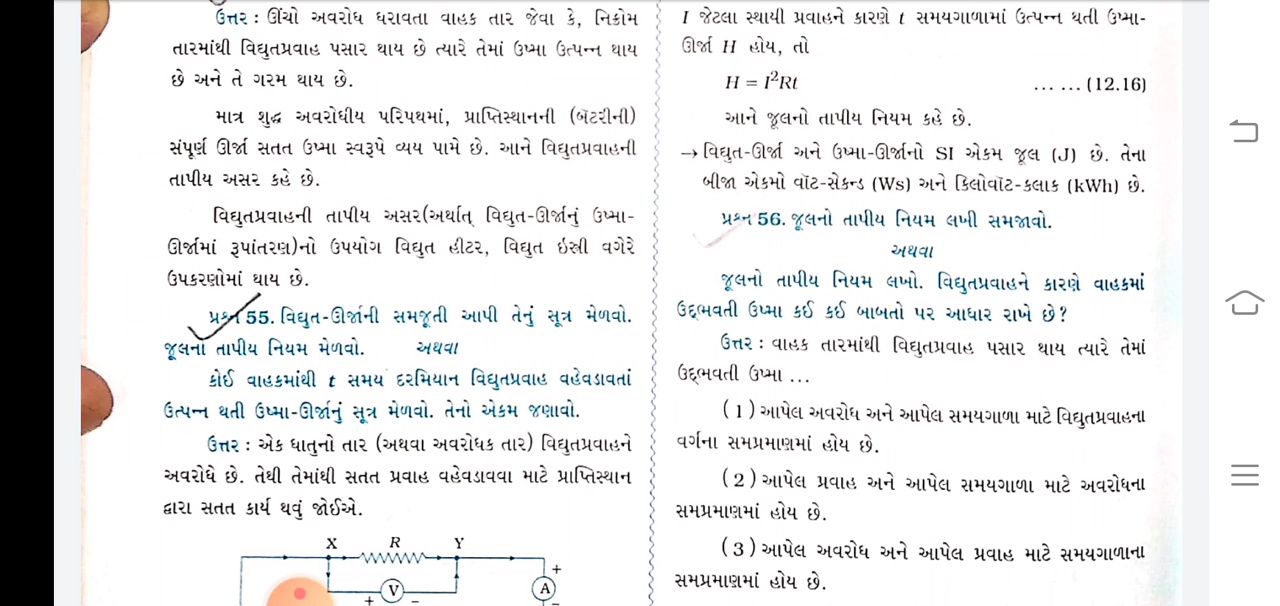 ઉત્તર : ઊંચો અવરોધ ધરાવતા વાહક તાર જેવા કે, નિક્રોમ
તારમાંથી વિદ્યુતપ્રવાહ પસાર થાય છે ત્યારે તેમાં ઉષ્મા ઉત્પન્ન થાય
છે અને તે ગરમ થાય છે.
માત્ર શુદ્ધ અવરોધીય પરિપથમાં, પ્રાપ્તિસ્થાનની (બૅટરીની)
સંપૂર્ણ ઊર્જા સતત ઉષ્મા સ્વરૂપે વ્યય પામે છે. આને વિદ્યુતપ્રવાહની
તાપીય અસર કહે છે.
વિદ્યુતપ્રવાહની તાપીય અસર(અર્થાત્ વિદ્યુત-ઊર્જાનું ઉષ્મા-
ઊર્જામાં રૂપાંતરણ)નો ઉપયોગ વિદ્યુત હીટર, વિદ્યુત ઇસ્ત્રી વગેરે
ઉપકરણોમાં થાય છે.
પ્રશ્ન 55. વિદ્યુત-ઊર્જાની સમજૂતી આપી તેનું સૂત્ર મેળવો.
જૂલનો તાપીય નિયમ મેળવો. અથવા
કોઈ વાહકમાંથી t સમય દરમિયાન વિદ્યુતપ્રવાહ વહેવડાવતાં
ઉત્પન્ન થતી ઉષ્મા-ઊર્જાનું સૂત્ર મેળવો. તેનો એકમ જણાવો.
ઉત્તર : એક ધાતુનો તાર (અથવા અવરોધક તાર) વિદ્યુતપ્રવાહને
અવરોધે છે. તેથી તેમાંથી સતત પ્રવાહ વહેવડાવવા માટે પ્રાપ્તિસ્થાન
દ્વારા સતત કાર્ય થવું જોઈએ.
X R Y
+
V A
+ −
I જેટલા સ્થાયી પ્રવાહને કારણે t સમયગાળામાં ઉત્પન્ન થતી ઉષ્મા-
ઊર્જા H હોય, તો
H = I²Rt ... ... (12.16)
આને જૂલનો તાપીય નિયમ કહે છે.
→ વિદ્યુત-ઊર્જા અને ઉષ્મા-ઊર્જાનો SI એકમ જૂલ (J) છે. તેના
બીજા એકમો વૉટ-સેકન્ડ (Ws) અને કિલોવૉટ-કલાક (kWh) છે.
પ્રશ્ન 56. જૂલનો તાપીય નિયમ લખી સમજાવો.
અથવા
જૂલનો તાપીય નિયમ લખો. વિદ્યુતપ્રવાહને કારણે વાહકમાં
ઉદ્દભવતી ઉષ્મા કઈ કઈ બાબતો પર આધાર રાખે છે?
ઉત્તર : વાહક તારમાંથી વિદ્યુતપ્રવાહ પસાર થાય ત્યારે તેમાં
ઉદ્દભવતી ઉષ્મા ...
(1) આપેલ અવરોધ અને આપેલ સમયગાળા માટે વિદ્યુતપ્રવાહના
વર્ગના સમપ્રમાણમાં હોય છે.
(2) આપેલ પ્રવાહ અને આપેલ સમયગાળા માટે અવરોધના
સમપ્રમાણમાં હોય છે.
(3) આપેલ અવરોધ અને આપેલ પ્રવાહ માટે સમયગાળાના
સમપ્રમાણમાં હોય છે.